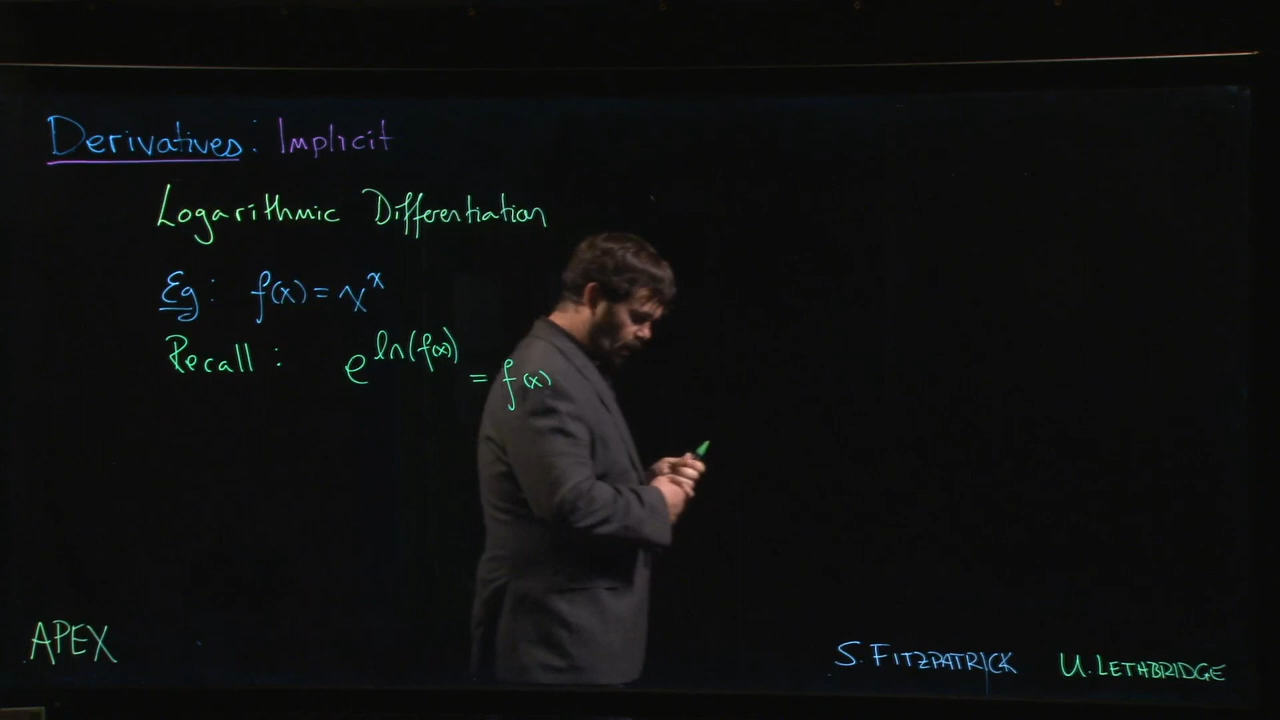 Derivatives: Implicit
Logarithmic Differentiation
Eg: f(x) = x^x
Recall: e^ln(f(x)) = f(x)
APEX
S. FITZPATRICK U. LETHBRIDGE